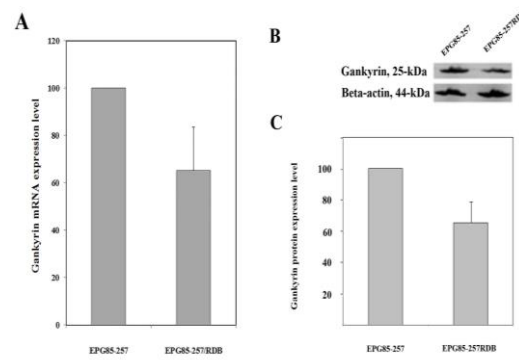 A
Gankyrin mRNA expression level
120
100
80
60
40
20
0
EPG85-257
EPG85-257/RDB
B
EPG85-257
EPG85-257RDB
Gankyrin, 25-kDa
Beta-actin, 44-kDa
C
Gankyrin protein expression level
100
80
60
40
20
EPG85-257
EPG85-257RDB